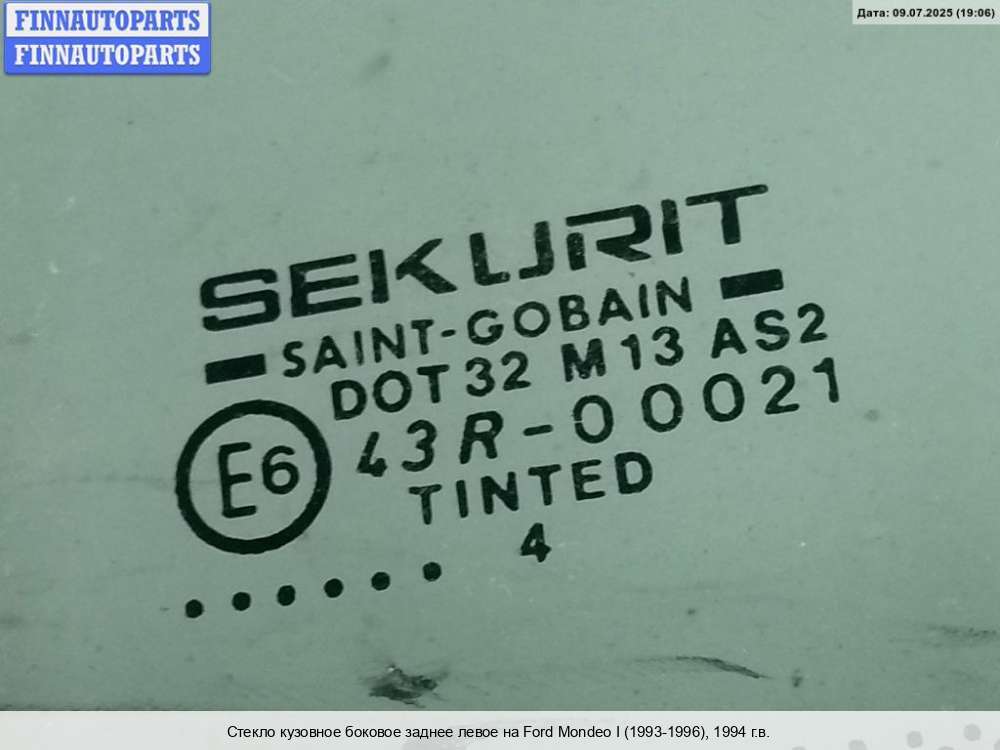 FINNAUTOPARTS
FINNAUTOPARTS
Дата: 09.07.2025 (19:06)
SEKURIT
SAINT-GOBAIN
DOT 32 M 13 AS2
E6
43R-00021
TINTED
4
Стекло кузовное боковое заднее левое на Ford Mondeo I (1993-1996), 1994 г.в.